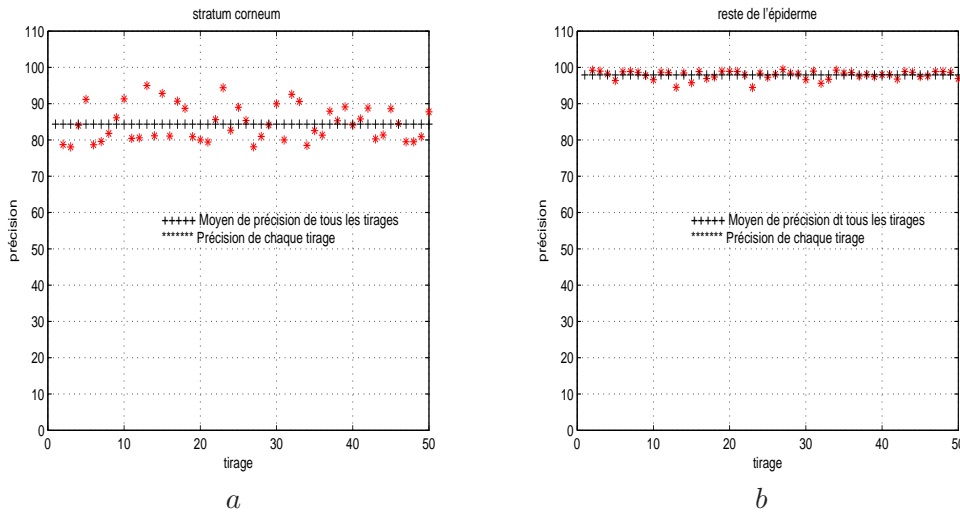 stratum corneum
110
100
90
80
70
60
50
40
30
20
10
0
précision
+++++ Moyen de précision de tous les tirages
******* Précision de chaque tirage
0 10 20 30 40 50
tirage
a
reste de l'épiderme
110
100
90
80
70
60
50
40
30
20
10
0
précision
+++++ Moyen de précision dt tous les tirages
******* Précision de chaque tirage
0 10 20 30 40 50
tirage
b